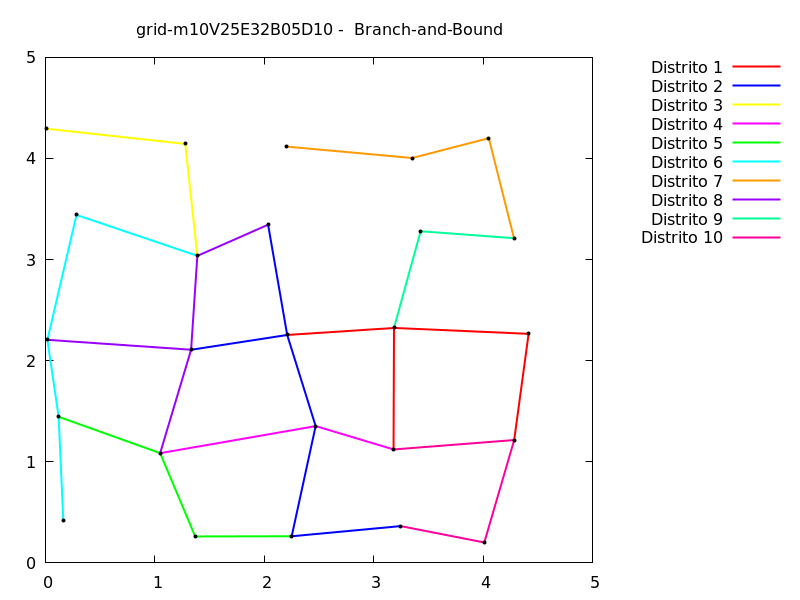 grid-m10V25E32B05D10 -  Branch-and-Bound
5
4
3
2
1
0
0 1 2 3 4 5
Distrito 1
Distrito 2
Distrito 3
Distrito 4
Distrito 5
Distrito 6
Distrito 7
Distrito 8
Distrito 9
Distrito 10